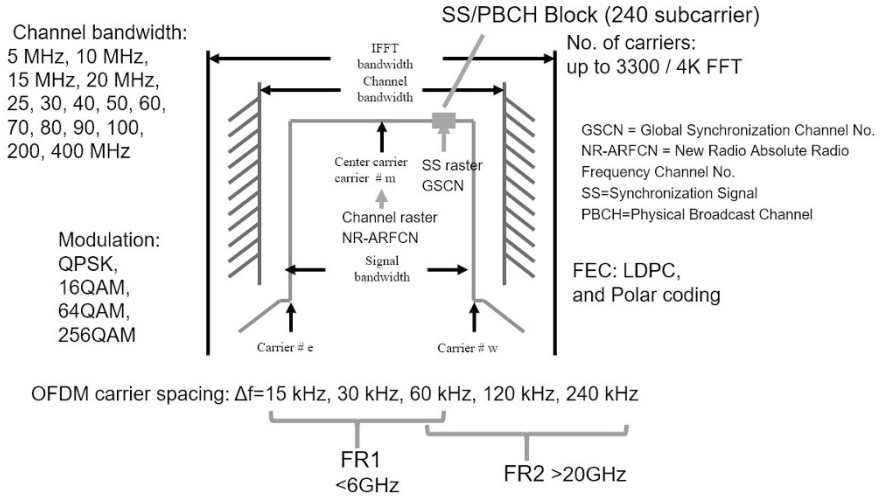 SS/PBCH Block (240 subcarrier)
Channel bandwidth:
5 MHz, 10 MHz,
15 MHz, 20 MHz,
25, 30, 40, 50, 60,
70, 80, 90, 100,
200, 400 MHz
IFFT
bandwidth
Channel
bandwidth
No. of carriers:
up to 3300 / 4K FFT
Center carrier
carrier # m
SS raster
GSCN
Channel raster
NR-ARFCN
GSCN = Global Synchronization Channel No.
NR-ARFCN = New Radio Absolute Radio
Frequency Channel No.
SS=Synchronization Signal
PBCH=Physical Broadcast Channel
Modulation:
QPSK,
16QAM,
64QAM,
256QAM
Signal
bandwidth
FEC: LDPC,
and Polar coding
Carrier # e
Carrier # w
OFDM carrier spacing: Δf=15 kHz, 30 kHz, 60 kHz, 120 kHz, 240 kHz
FR1
<6GHz
FR2 >20GHz